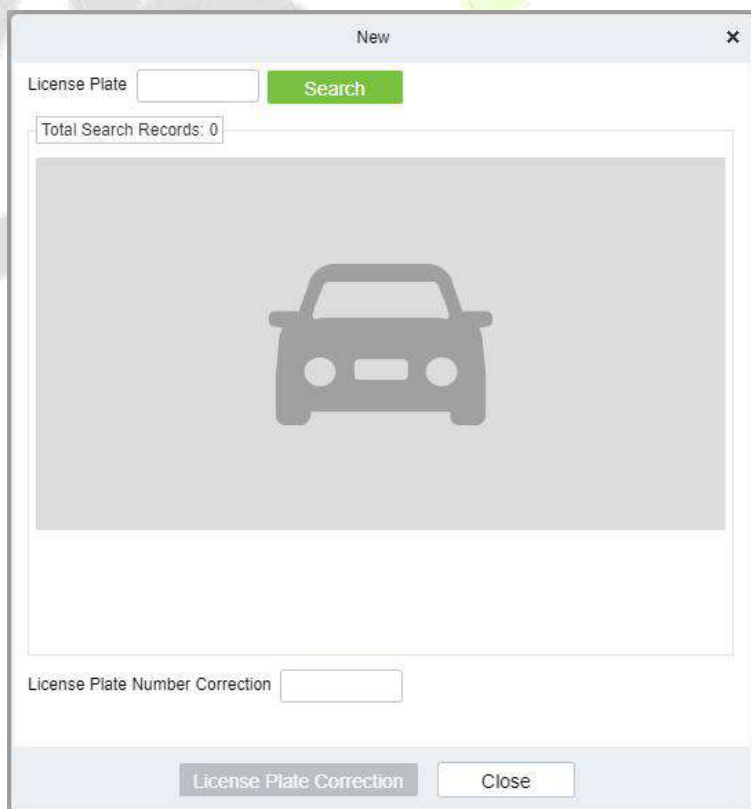 New
License Plate Search
Total Search Records: 0
License Plate Number Correction
License Plate Correction Close